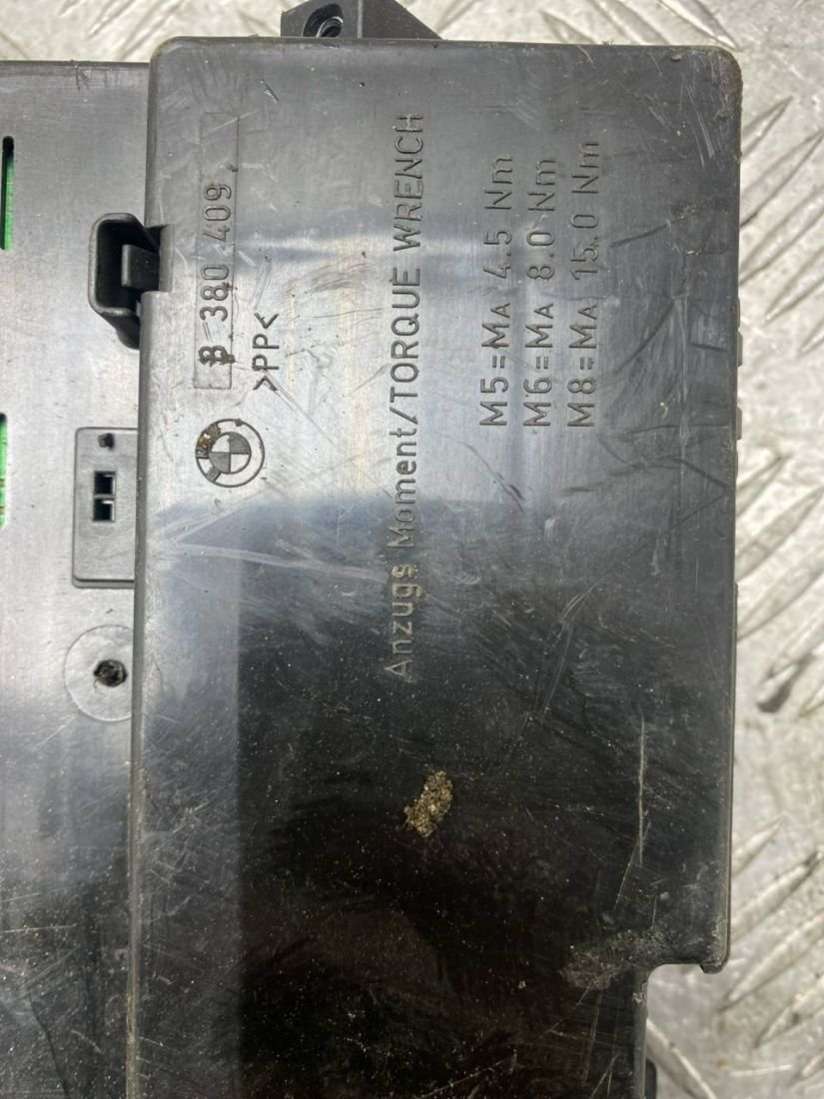 8 380 409
>PP<
Anzugs Moment/TORQUE WRENCH
M5=MA 4.5 Nm
M6=MA 8.0 Nm
M8=MA 15.0 Nm